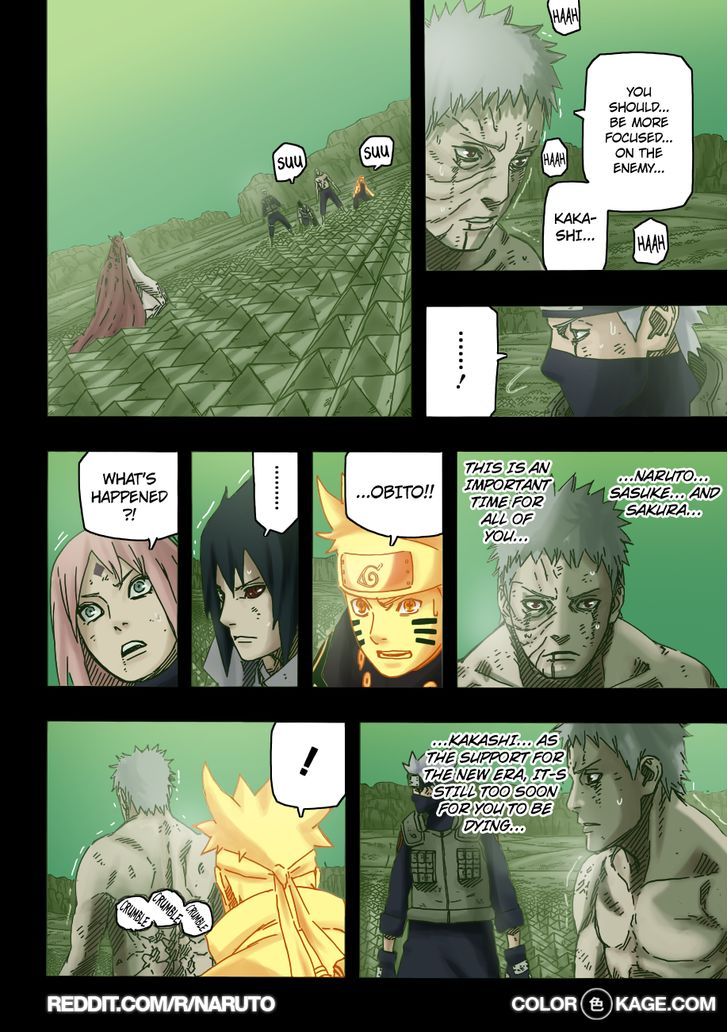 HAAH
YOU
SHOULD...
BE MORE
FOCUSED...
ON THE
ENEMY...
KAKA-
SHI...
HAAH
HAAH
SUU
SUU
......!
...NARUTO...
SASUKE... AND
SAKURA...
THIS IS AN
IMPORTANT
TIME FOR
ALL OF
YOU...
...OBITO!!
.........
WHAT'S
HAPPENED
?!
...KAKASHI... AS
THE SUPPORT FOR
THE NEW ERA, IT-S
STILL TOO SOON
FOR YOU TO BE
DYING...
!
CRUMBLE
CRUMBLE
CRUMBLE
REDDIT.COM/R/NARUTO
COLOR 色 KAGE.COM